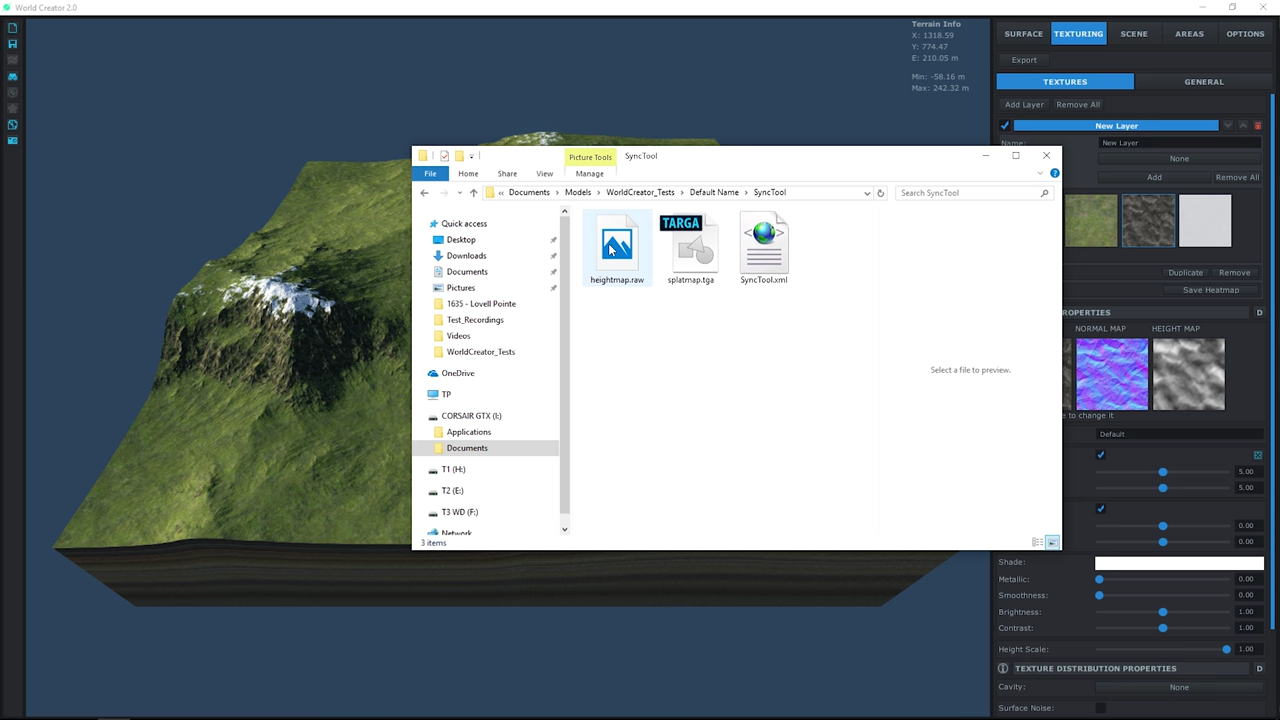 World Creator 2.0
Terrain Info
X: 1318.59
Y: 774.47
E: 210.05 m
Min: -58.16 m
Max: 242.32 m
SURFACE
TEXTURING
SCENE
AREAS
OPTIONS
Export
TEXTURES
GENERAL
Add Layer
Remove All
New Layer
Name:
New Layer
None
Add
Remove All
Duplicate
Remove
Save Heatmap
PROPERTIES
D
NORMAL MAP
HEIGHT MAP
e to change it
Default
5.00
5.00
0.00
0.00
Shade:
Metallic:
0.00
Smoothness:
0.00
Brightness:
1.00
Contrast:
1.00
Height Scale:
1.00
TEXTURE DISTRIBUTION PROPERTIES
D
Cavity:
None
Surface Noise:
Picture Tools
SyncTool
File
Home
Share
View
Manage
« Documents > Models > WorldCreator_Tests > Default Name > SyncTool
Search SyncTool
Quick access
Desktop
Downloads
Documents
Pictures
1635 - Lovell Pointe
Test_Recordings
Videos
WorldCreator_Tests
OneDrive
TP
CORSAIR GTX (I:)
Applications
Documents
T1 (H:)
T2 (E:)
T3 WD (F:)
Network
heightmap.raw
TARGA
splatmap.tga
SyncTool.xml
Select a file to preview.
3 items